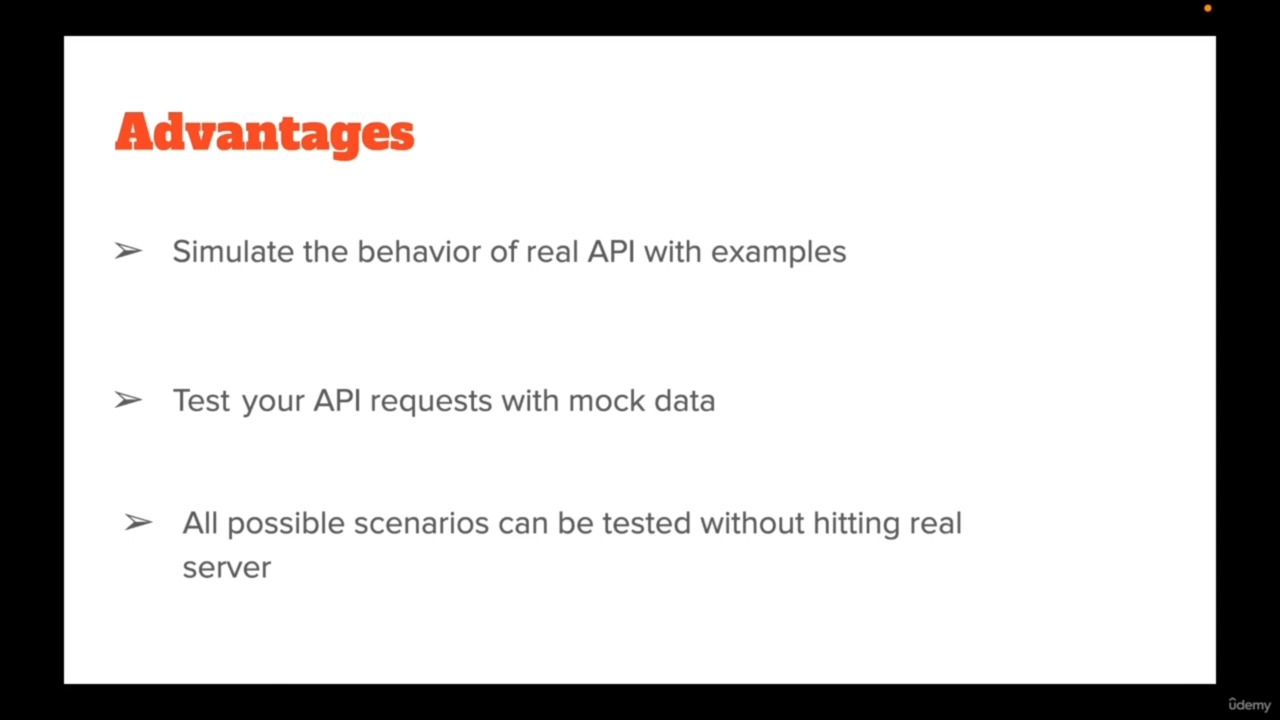 Advantages
➢ Simulate the behavior of real API with examples
➢ Test your API requests with mock data
➢ All possible scenarios can be tested without hitting real
server
ûdemy